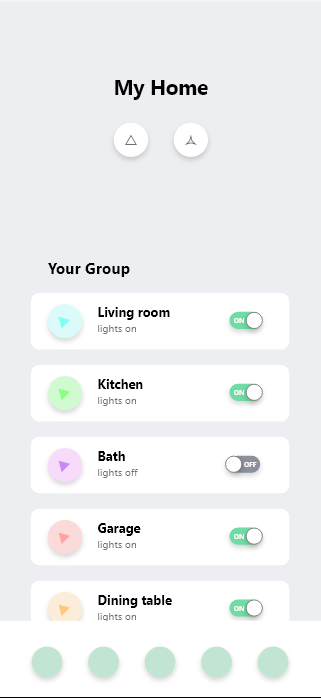 My Home
Your Group
Living room
lights on
ON
Kitchen
lights on
ON
Bath
lights off
OFF
Garage
lights on
ON
Dining table
lights on
ON